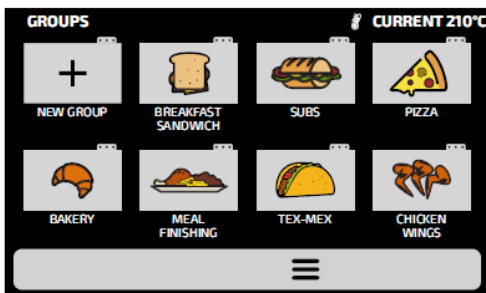 GROUPS
CURRENT 210°C
NEW GROUP
BREAKFAST
SANDWICH
SUBS
PIZZA
BAKERY
MEAL
FINISHING
TEX-MEX
CHICKEN
WINGS